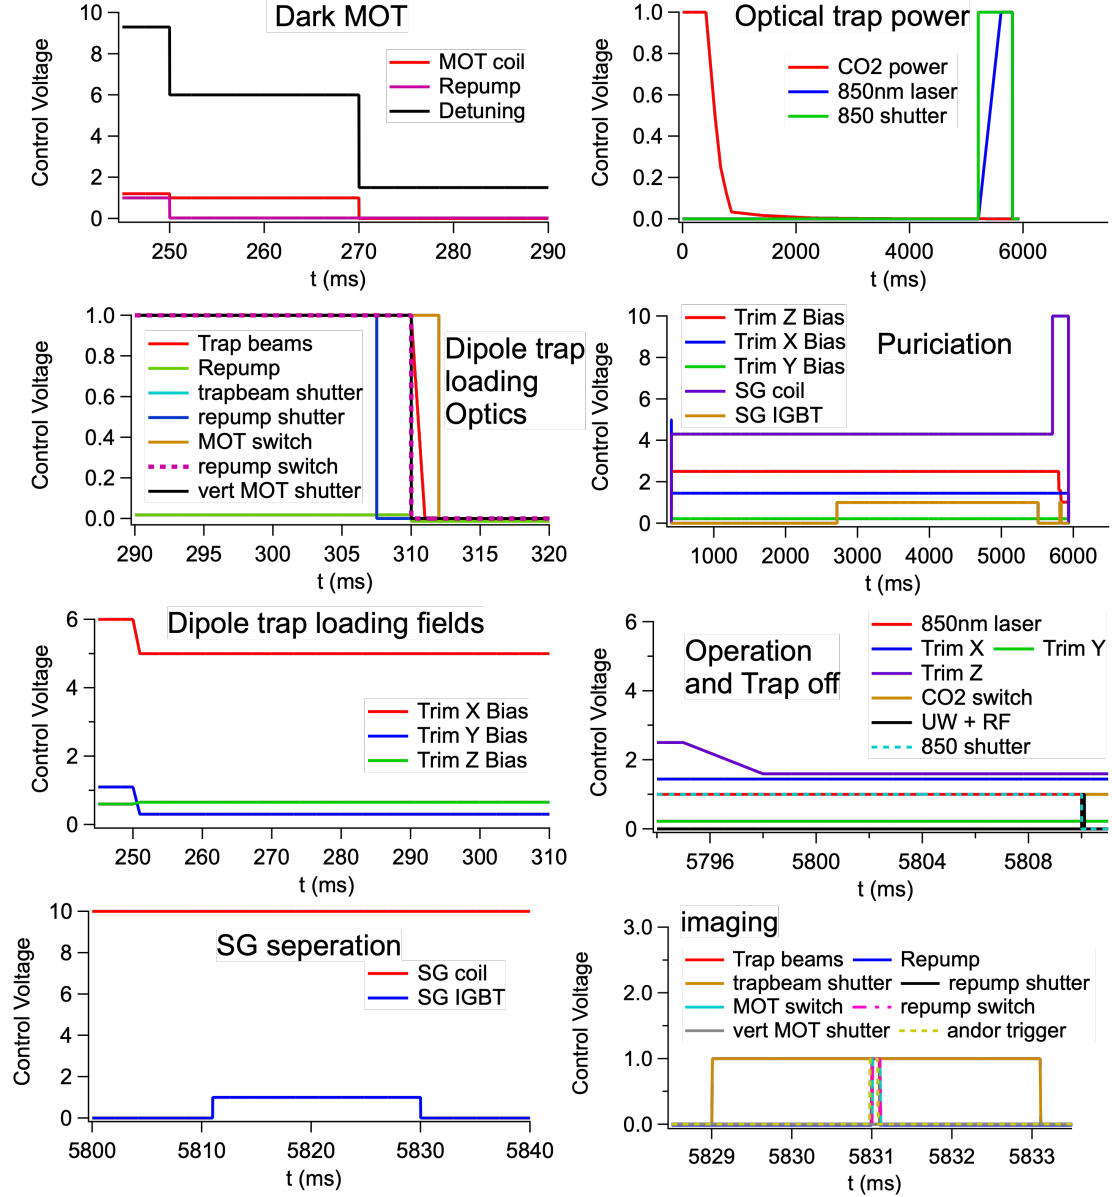 Dark MOT
Control Voltage
10
8
6
4
2
0
MOT coil
Repump
Detuning
250
260
270
280
290
t (ms)
Optical trap power
Control Voltage
1.0
0.8
0.6
0.4
0.2
0.0
CO2 power
850nm laser
850 shutter
0
2000
4000
6000
t (ms)
Dipole trap
loading
Optics
Control Voltage
1.0
0.8
0.6
0.4
0.2
0.0
Trap beams
Repump
trapbeam shutter
repump shutter
MOT switch
repump switch
vert MOT shutter
290
295
300
305
310
315
320
t (ms)
Puriciation
Control Voltage
10
8
6
4
2
0
Trim Z Bias
Trim X Bias
Trim Y Bias
SG coil
SG IGBT
1000
2000
3000
4000
5000
6000
t (ms)
Dipole trap loading fields
Control Voltage
6
4
2
0
Trim X Bias
Trim Y Bias
Trim Z Bias
250
260
270
280
290
300
310
t (ms)
Operation
and Trap off
Control Voltage
6
4
2
0
850nm laser
Trim X
Trim Y
Trim Z
CO2 switch
UW + RF
850 shutter
5796
5800
5804
5808
t (ms)
SG seperation
Control Voltage
10
8
6
4
2
0
SG coil
SG IGBT
5800
5810
5820
5830
5840
t (ms)
imaging
Control Voltage
3.0
2.0
1.0
0.0
Trap beams
Repump
trapbeam shutter
repump shutter
MOT switch
repump switch
vert MOT shutter
andor trigger
5829
5830
5831
5832
5833
t (ms)